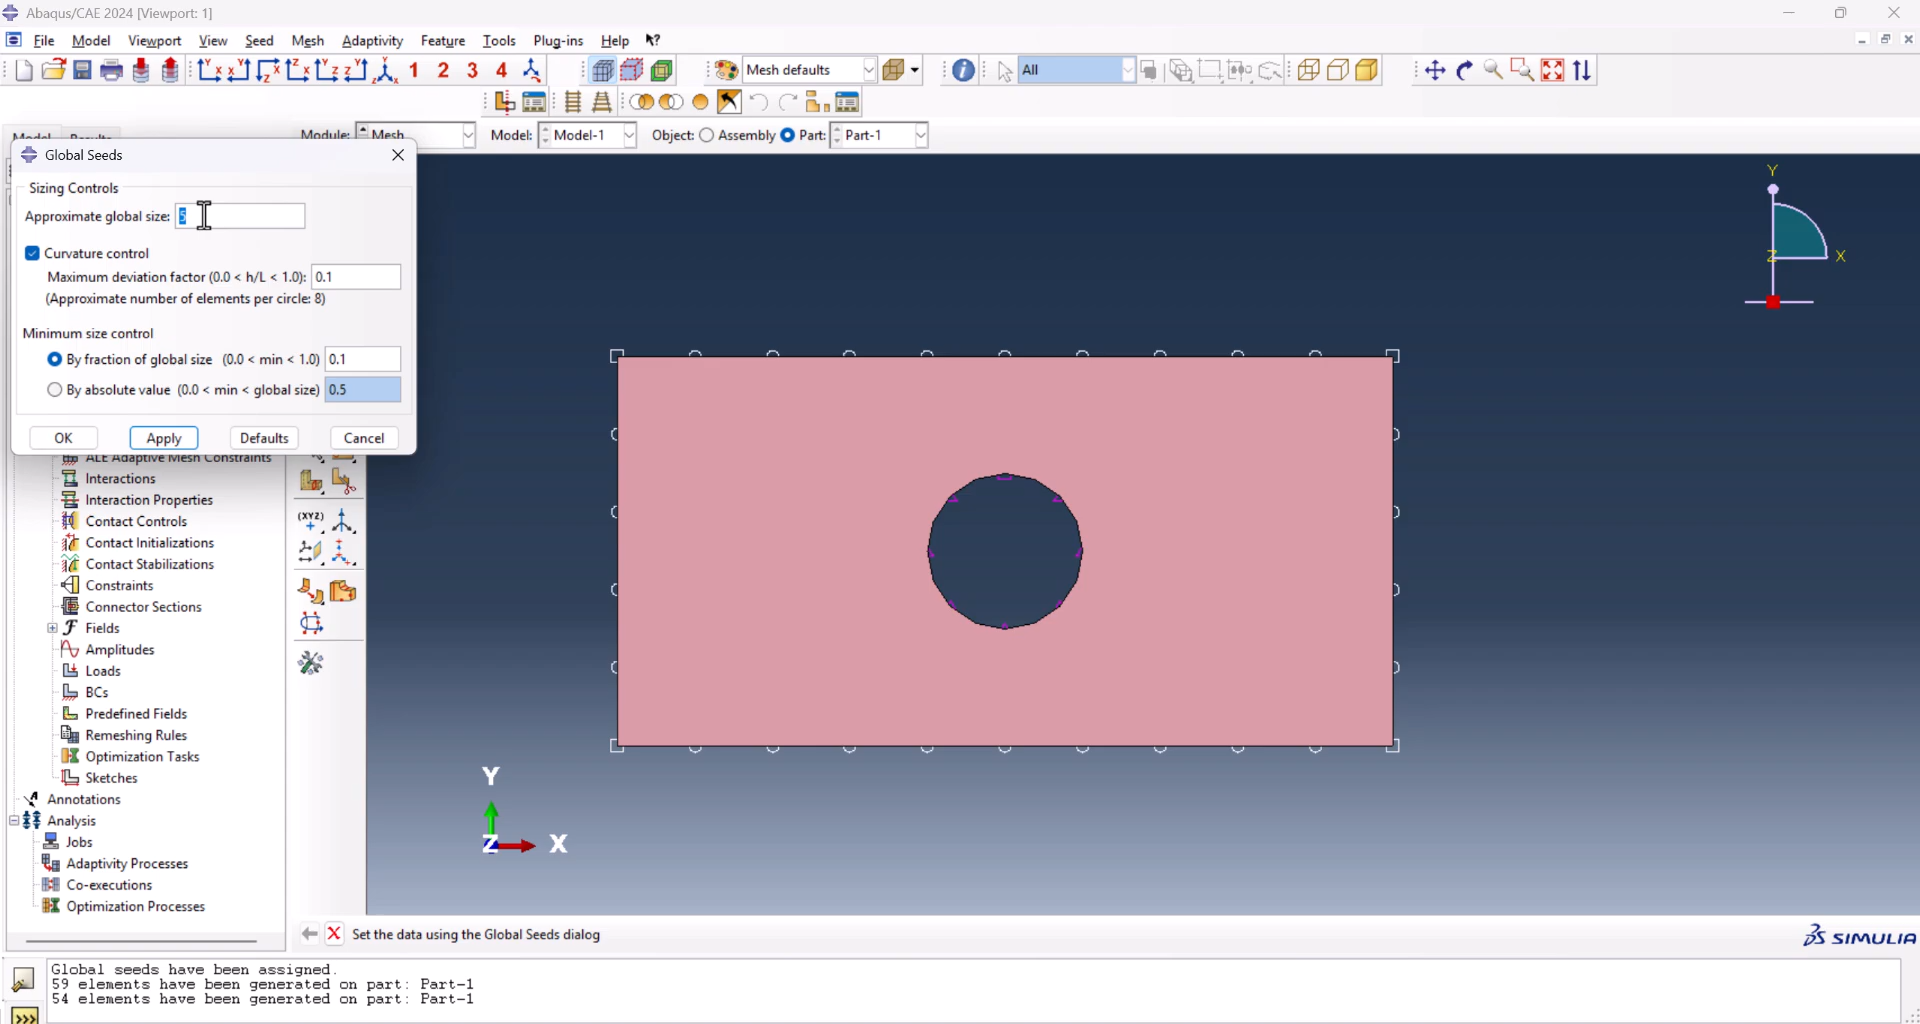 Abaqus/CAE 2024 [Viewport: 1]
File Model Viewport View Seed Mesh Adaptivity Feature Tools Plug-ins Help
1 2 3 4 Mesh defaults All
Model Results Module: Mesh Model: Model-1 Object: Assembly Part: Part-1
Global Seeds
Sizing Controls
Approximate global size: 5
Curvature control
Maximum deviation factor (0.0 < h/L < 1.0): 0.1
(Approximate number of elements per circle: 8)
Minimum size control
By fraction of global size (0.0 < min < 1.0) 0.1
By absolute value (0.0 < min < global size) 0.5
OK Apply Defaults Cancel
ALE Adaptive Mesh Constraints
Interactions
Interaction Properties
(XYZ)
Contact Controls
Contact Initializations
Contact Stabilizations
Constraints
Connector Sections
Fields
Amplitudes
Loads
BCs
Predefined Fields
Remeshing Rules
Optimization Tasks
Sketches
Annotations
Analysis
Jobs
Adaptivity Processes
Co-executions
Optimization Processes
Y
Z X
Y
Z X
Set the data using the Global Seeds dialog
SIMULIA
Global seeds have been assigned.
59 elements have been generated on part: Part-1
54 elements have been generated on part: Part-1
>>>